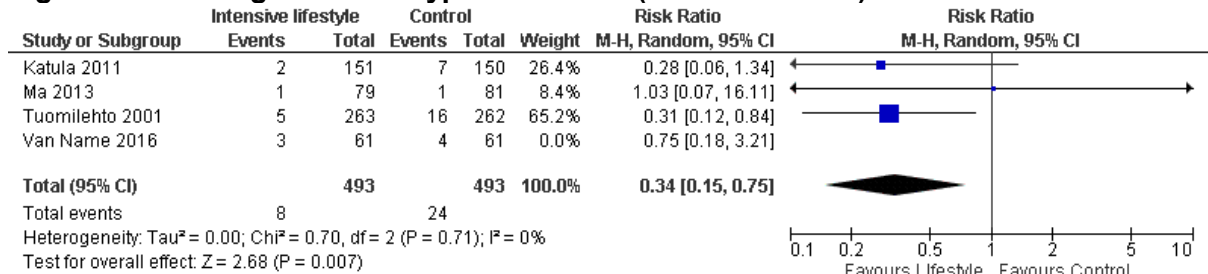 Intensive lifestyle Control Risk Ratio Risk Ratio
Study or Subgroup Events Total Events Total Weight M-H, Random, 95% CI M-H, Random, 95% CI
Katula 2011 2 151 7 150 26.4% 0.28 [0.06, 1.34]
Ma 2013 1 79 1 81 8.4% 1.03 [0.07, 16.11]
Tuomilehto 2001 5 263 16 262 65.2% 0.31 [0.12, 0.84]
Van Name 2016 3 61 4 61 0.0% 0.75 [0.18, 3.21]
Total (95% CI) 493 493 100.0% 0.34 [0.15, 0.75]
Total events 8 24
Heterogeneity: Tau² = 0.00; Chi² = 0.70, df = 2 (P = 0.71); I² = 0%
Test for overall effect: Z = 2.68 (P = 0.007)
0.1 0.2 0.5 1 2 5 10
Favours Lifestyle Favours Control